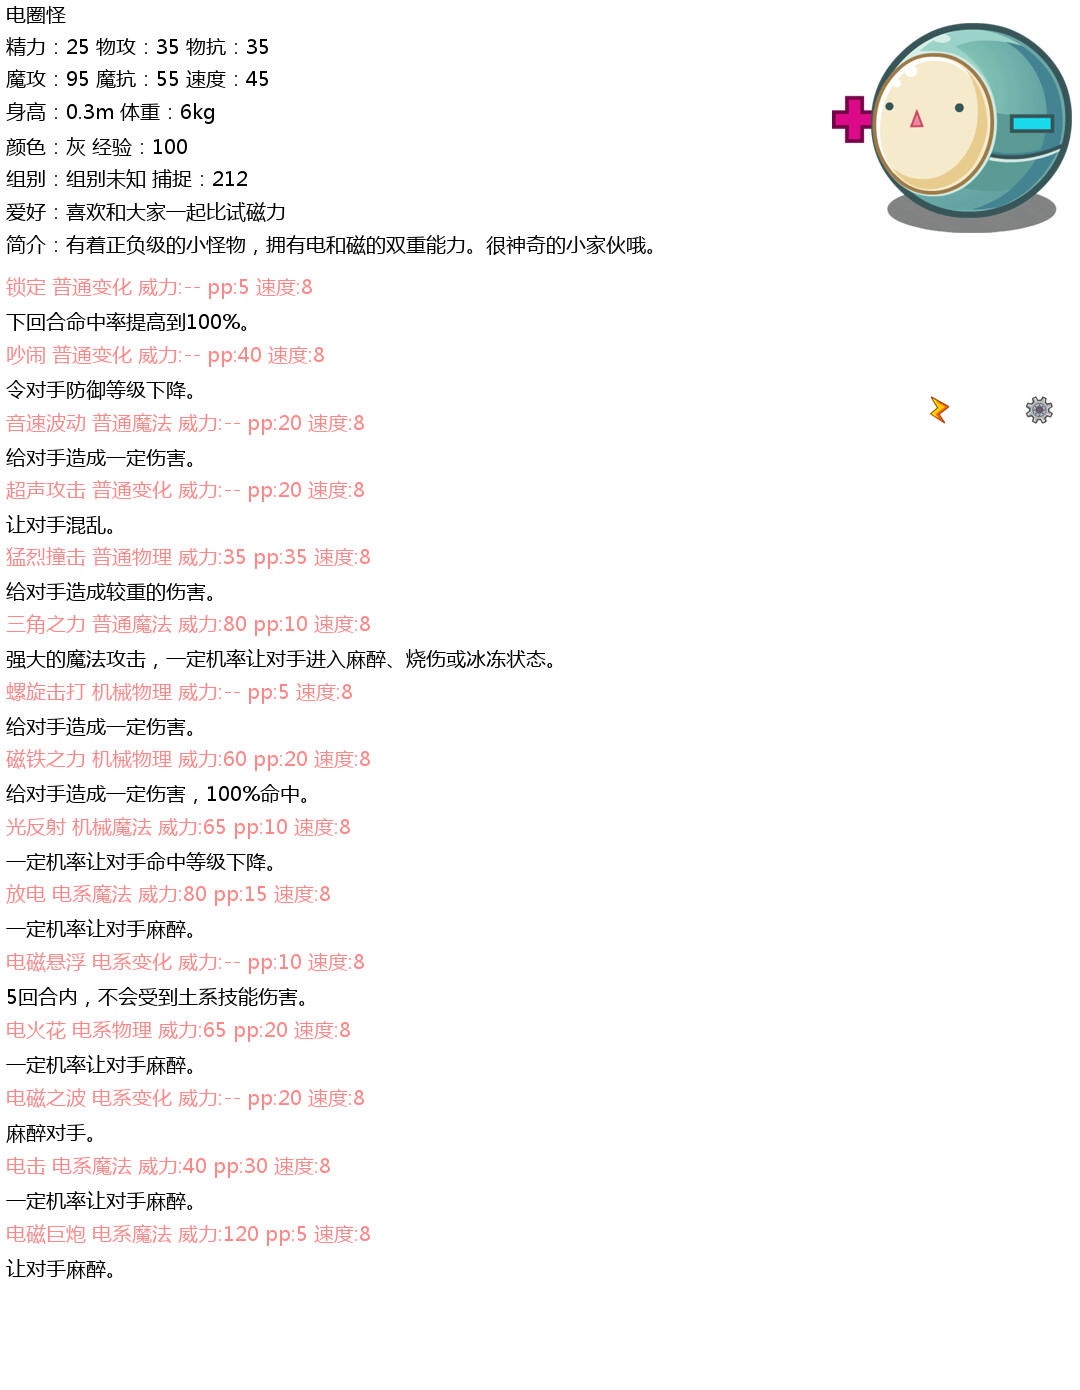 电圈怪
精力：25 物攻：35 物抗：35
魔攻：95 魔抗：55 速度：45
身高：0.3m 体重：6kg
颜色：灰 经验：100
组别：组别未知 捕捉：212
爱好：喜欢和大家一起比试磁力
简介：有着正负级的小怪物，拥有电和磁的双重能力。很神奇的小家伙哦。
锁定 普通变化 威力:-- pp:5 速度:8
下回合命中率提高到100%。
吵闹 普通变化 威力:-- pp:40 速度:8
令对手防御等级下降。
音速波动 普通魔法 威力:-- pp:20 速度:8
给对手造成一定伤害。
超声攻击 普通变化 威力:-- pp:20 速度:8
让对手混乱。
猛烈撞击 普通物理 威力:35 pp:35 速度:8
给对手造成较重的伤害。
三角之力 普通魔法 威力:80 pp:10 速度:8
强大的魔法攻击，一定机率让对手进入麻醉、烧伤或冰冻状态。
螺旋击打 机械物理 威力:-- pp:5 速度:8
给对手造成一定伤害。
磁铁之力 机械物理 威力:60 pp:20 速度:8
给对手造成一定伤害，100%命中。
光反射 机械魔法 威力:65 pp:10 速度:8
一定机率让对手命中等级下降。
放电 电系魔法 威力:80 pp:15 速度:8
一定机率让对手麻醉。
电磁悬浮 电系变化 威力:-- pp:10 速度:8
5回合内，不会受到土系技能伤害。
电火花 电系物理 威力:65 pp:20 速度:8
一定机率让对手麻醉。
电磁之波 电系变化 威力:-- pp:20 速度:8
麻醉对手。
电击 电系魔法 威力:40 pp:30 速度:8
一定机率让对手麻醉。
电磁巨炮 电系魔法 威力:120 pp:5 速度:8
让对手麻醉。